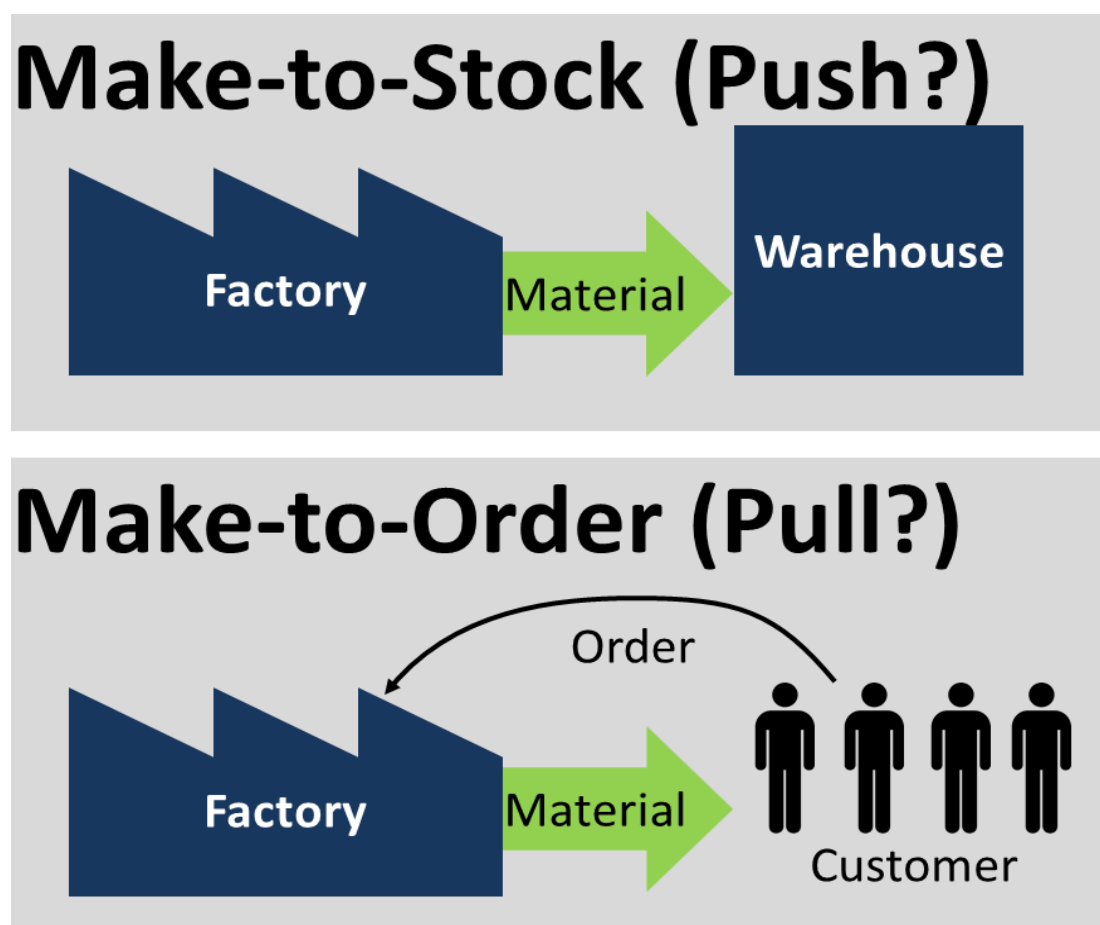 Make-to-Stock (Push?)
Warehouse
Factory
Material
Make-to-Order (Pull?)
Order
Factory
Material
Customer